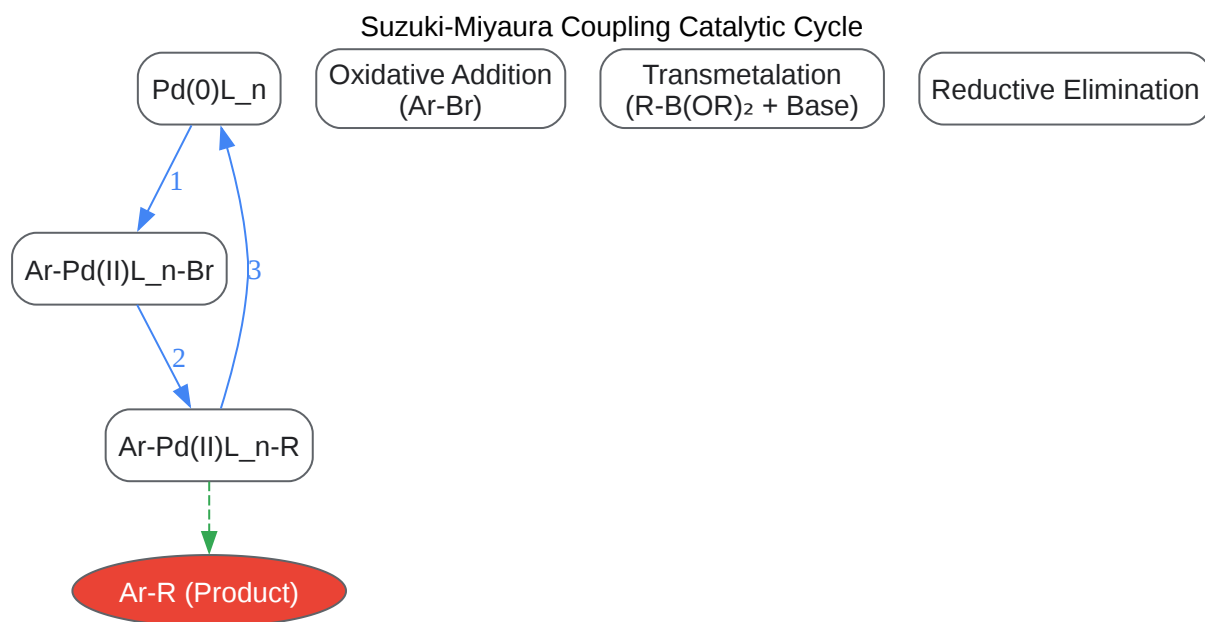 Suzuki-Miyaura Coupling Catalytic Cycle
Pd(0)L_n
Oxidative Addition
(Ar-Br)
Transmetalation
(R-B(OR)₂ + Base)
Reductive Elimination
1
Ar-Pd(II)L_n-Br
3
2
Ar-Pd(II)L_n-R
Ar-R (Product)